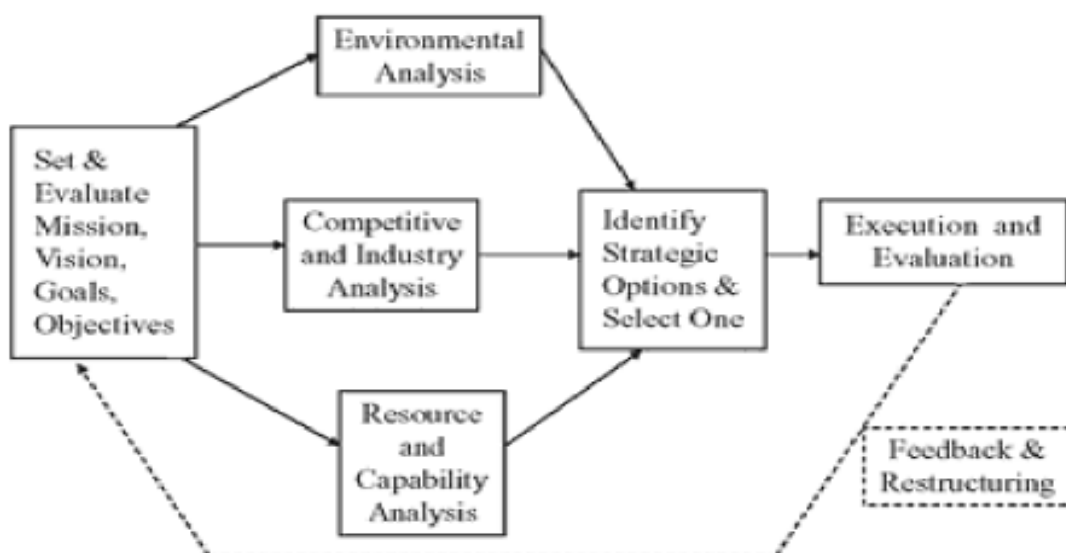 Environmental
Analysis
Set &
Evaluate
Mission,
Vision,
Goals,
Objectives
Competitive
and Industry
Analysis
Resource
and
Capability
Analysis
Identify
Strategic
Options &
Select One
Execution and
Evaluation
Feedback &
Restructuring